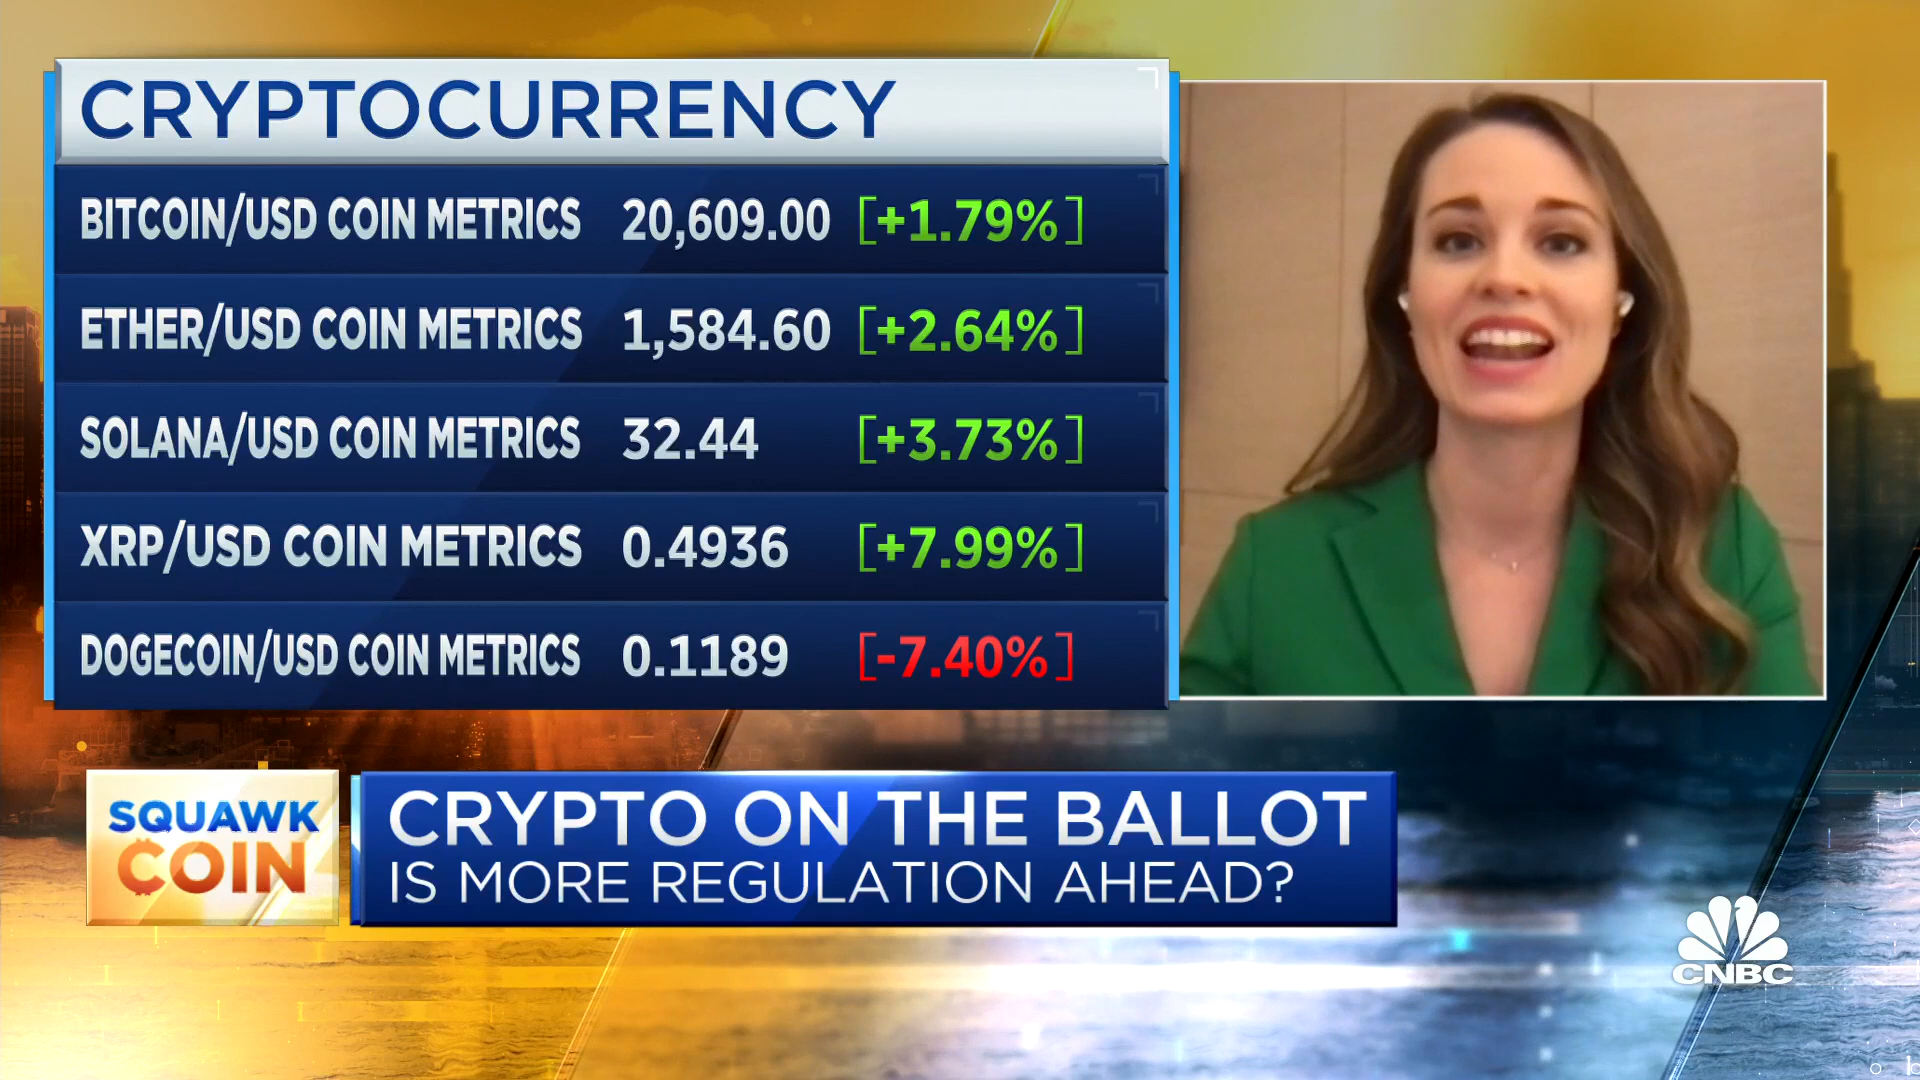 CRYPTOCURRENCY
BITCOIN/USD COIN METRICS 20,609.00 [+1.79%]
ETHER/USD COIN METRICS 1,584.60 [+2.64%]
SOLANA/USD COIN METRICS 32.44 [+3.73%]
XRP/USD COIN METRICS 0.4936 [+7.99%]
DOGECOIN/USD COIN METRICS 0.1189 [-7.40%]
SQUAWK
COIN
CRYPTO ON THE BALLOT
IS MORE REGULATION AHEAD?
CNBC